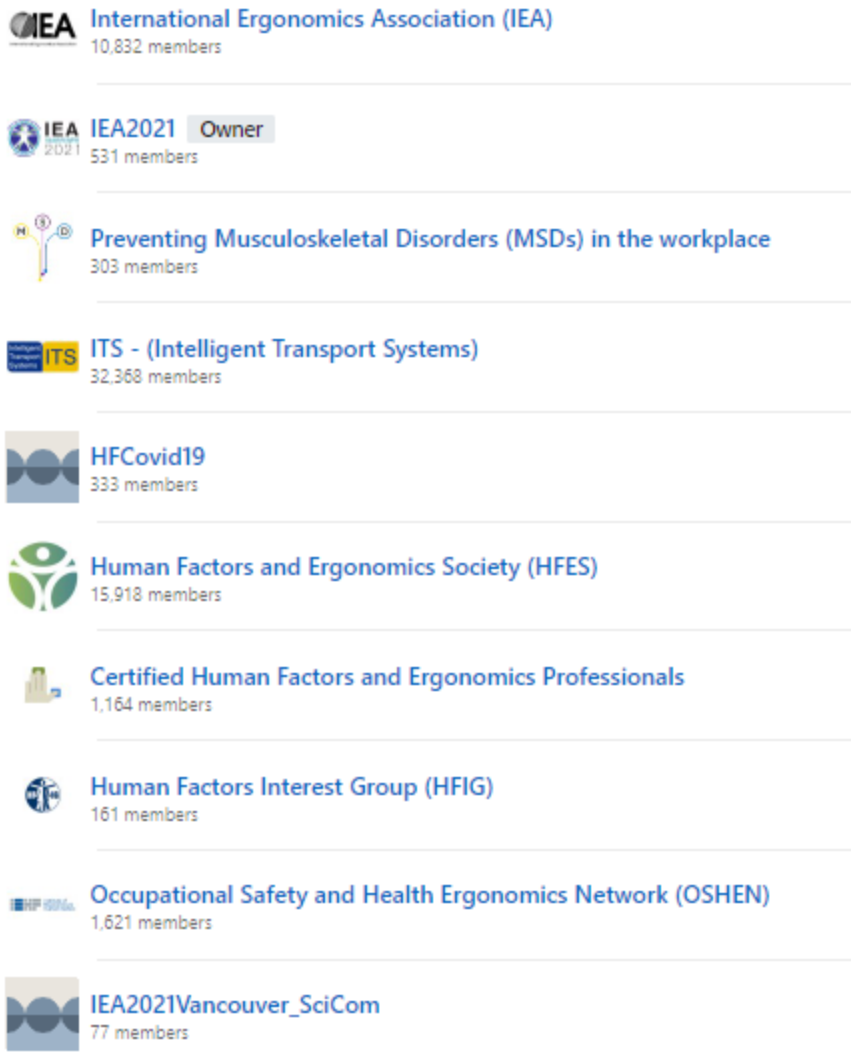 IEA
International Ergonomics Association (IEA)
10,832 members
IEA
2021
IEA2021 Owner
531 members
M S D
Preventing Musculoskeletal Disorders (MSDs) in the workplace
303 members
Intelligent
Transport
Systems
ITS
ITS - (Intelligent Transport Systems)
32,368 members
HFCovid19
333 members
Human Factors and Ergonomics Society (HFES)
15,918 members
Certified Human Factors and Ergonomics Professionals
1,164 members
Human Factors Interest Group (HFIG)
161 members
Occupational Safety and Health Ergonomics Network (OSHEN)
1,621 members
IEA2021Vancouver_SciCom
77 members